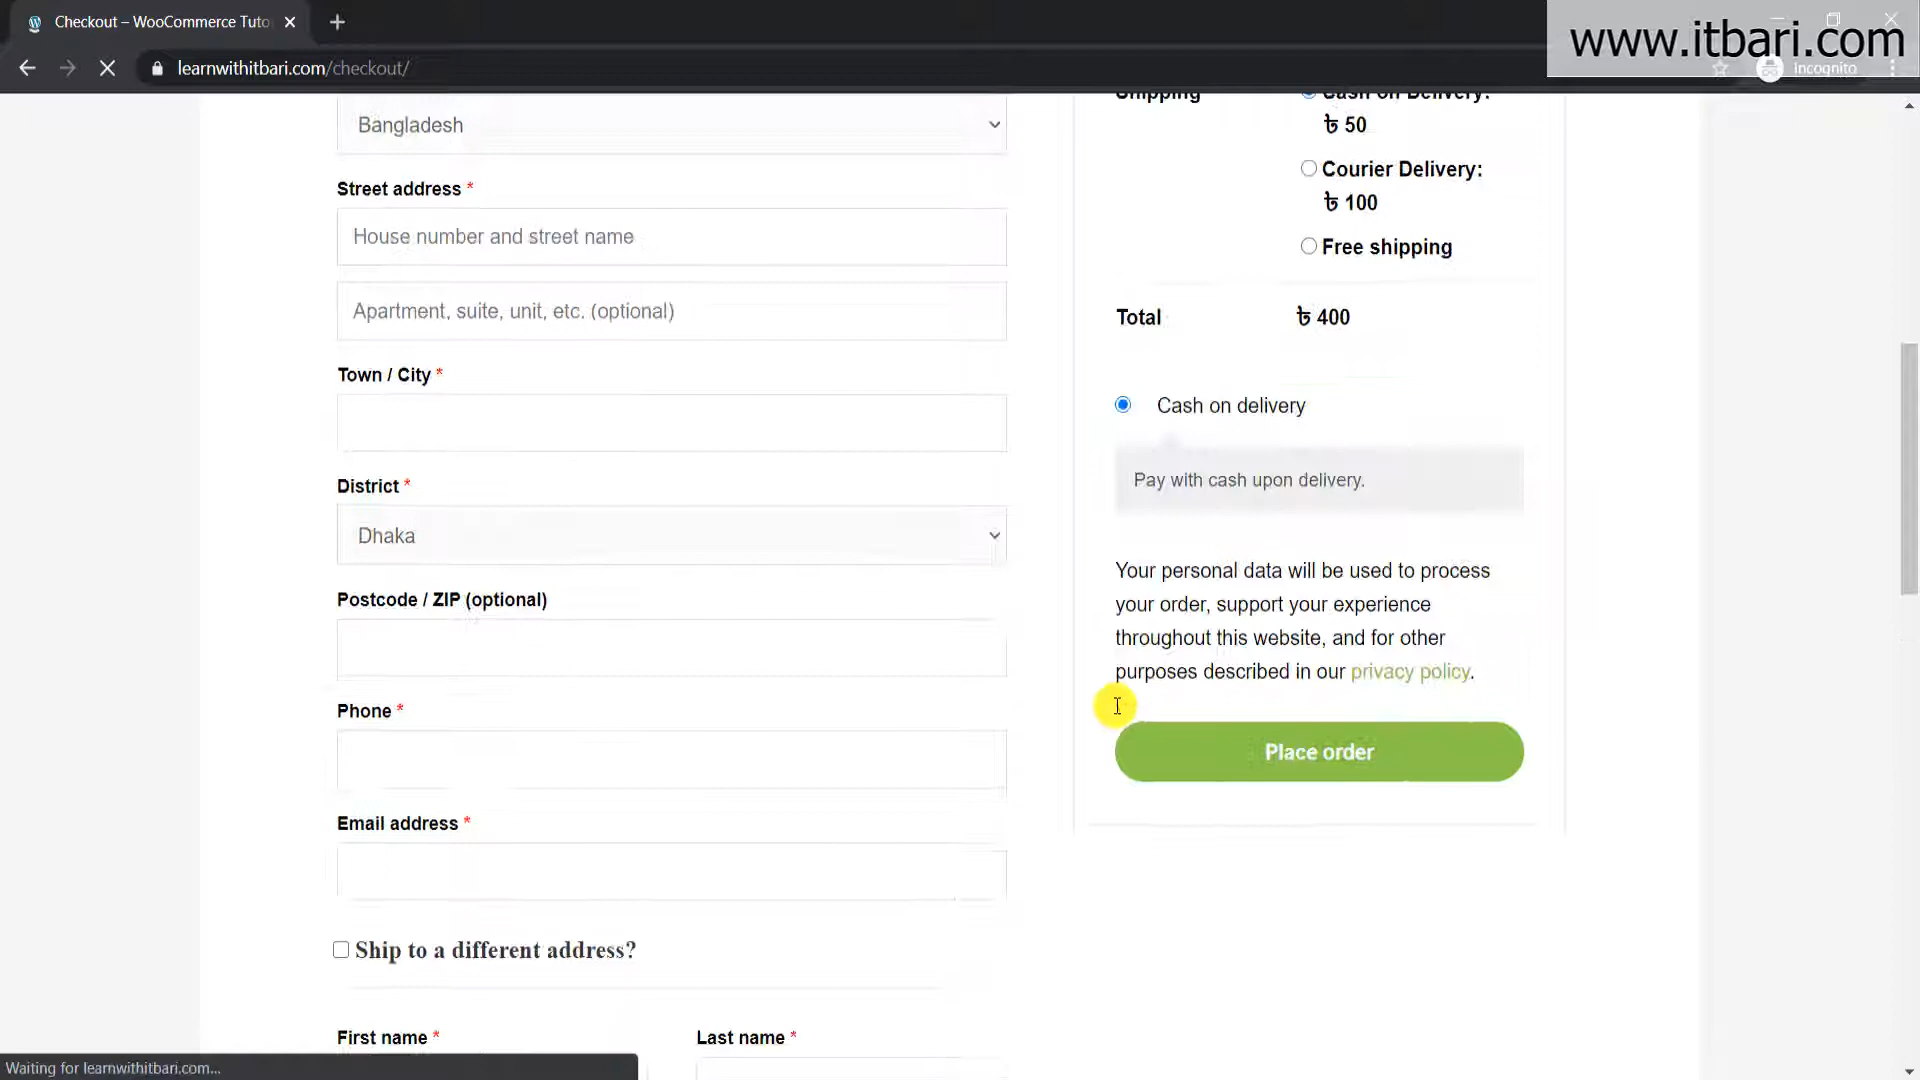 Checkout – WooCommerce Tuto
www.itbari.com
learnwithitbari.com/checkout/
Incognito
Bangladesh
Street address *
House number and street name
Apartment, suite, unit, etc. (optional)
Town / City *
District *
Dhaka
Postcode / ZIP (optional)
Phone *
Email address *
Ship to a different address?
First name *
Last name *
Shipping
Cash on Delivery:
৳ 50
Courier Delivery:
৳ 100
Free shipping
Total
৳ 400
Cash on delivery
Pay with cash upon delivery.
Your personal data will be used to process
your order, support your experience
throughout this website, and for other
purposes described in our privacy policy.
Place order
Waiting for learnwithitbari.com...